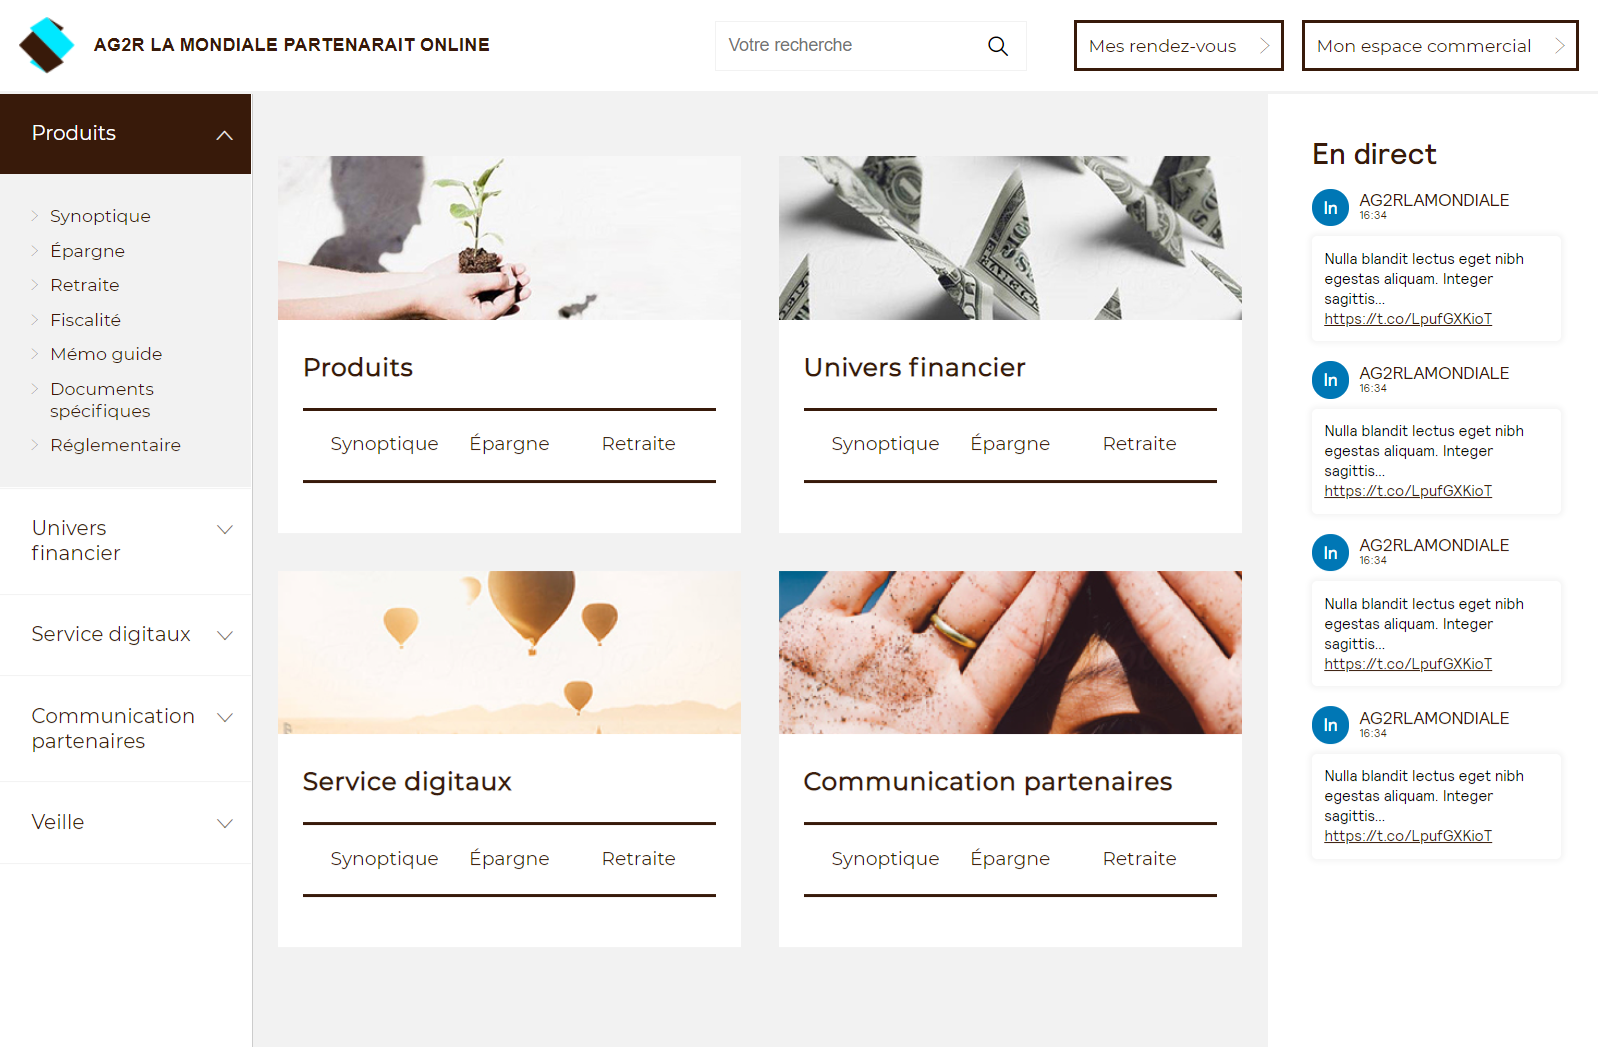 AG2R LA MONDIALE PARTENARAIT ONLINE
Votre recherche
Mes rendez-vous
Mon espace commercial
Produits
Synoptique
Épargne
Retraite
Fiscalité
Mémo guide
Documents
spécifiques
Réglementaire
Univers
financier
Service digitaux
Communication
partenaires
Veille
Produits
Synoptique Épargne Retraite
Univers financier
Synoptique Épargne Retraite
Service digitaux
Synoptique Épargne Retraite
Communication partenaires
Synoptique Épargne Retraite
En direct
In
AG2RLAMONDIALE
16:34
Nulla blandit lectus eget nibh
egestas aliquam. Integer
sagittis...
https://t.co/LpufGXKioT
In
AG2RLAMONDIALE
16:34
Nulla blandit lectus eget nibh
egestas aliquam. Integer
sagittis...
https://t.co/LpufGXKioT
In
AG2RLAMONDIALE
16:34
Nulla blandit lectus eget nibh
egestas aliquam. Integer
sagittis...
https://t.co/LpufGXKioT
In
AG2RLAMONDIALE
16:34
Nulla blandit lectus eget nibh
egestas aliquam. Integer
sagittis...
https://t.co/LpufGXKioT